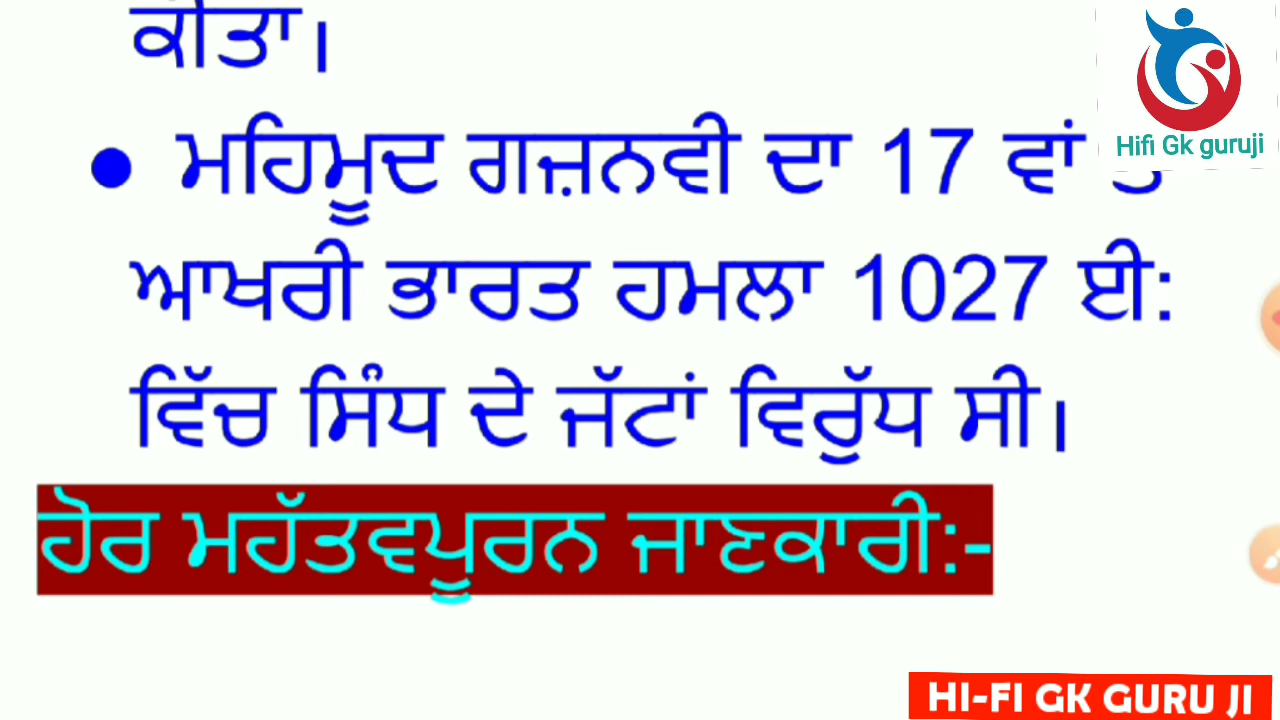 ਕੀਤਾ।
Hifi Gk guruji
• ਮਹਿਮੂਦ ਗਜ਼ਨਵੀ ਦਾ 17 ਵਾਂ
ਆਖਰੀ ਭਾਰਤ ਹਮਲਾ 1027 ਈ:
ਵਿੱਚ ਸਿੰਧ ਦੇ ਜੱਟਾਂ ਵਿਰੁੱਧ ਸੀ।
ਹੋਰ ਮਹੱਤਵਪੂਰਨ ਜਾਣਕਾਰੀ:-
HI-FI GK GURU JI